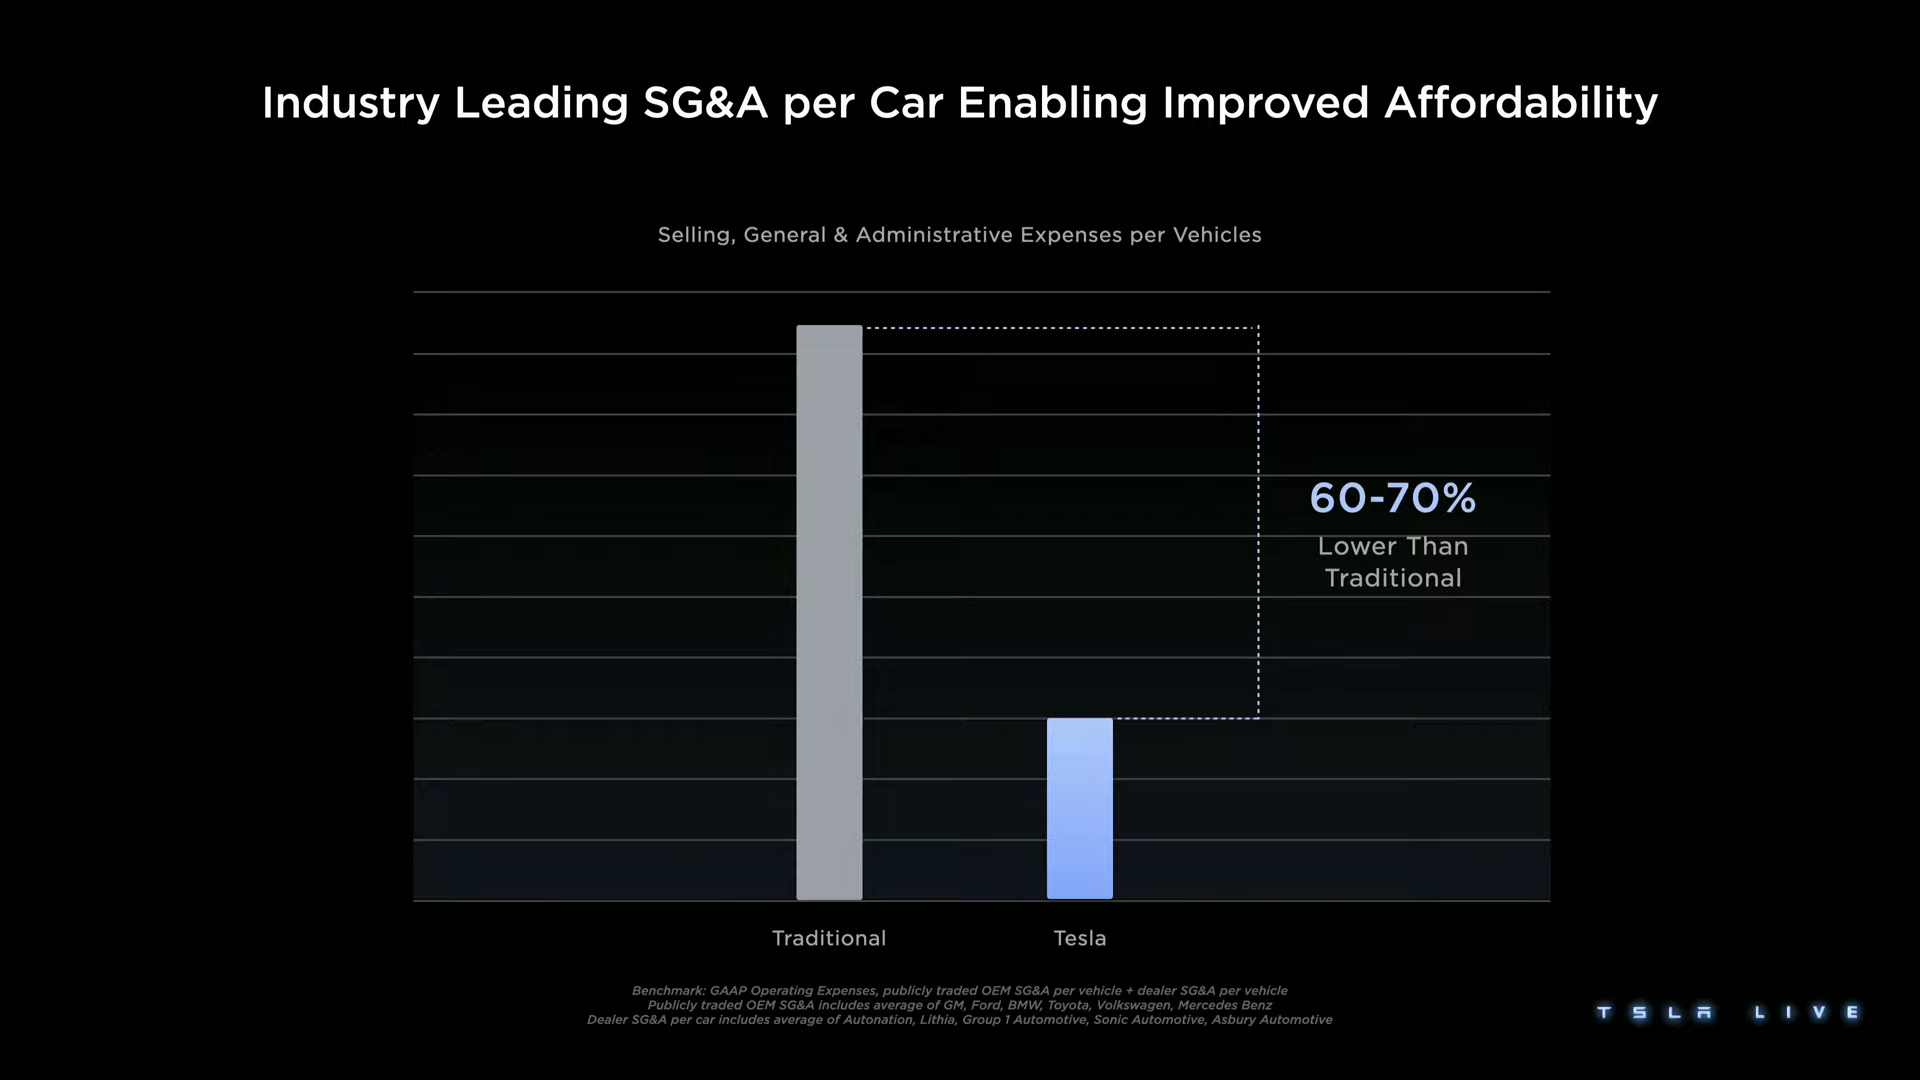 Industry Leading SG&A per Car Enabling Improved Affordability
Selling, General & Administrative Expenses per Vehicles
60-70%
Lower Than
Traditional
Traditional
Tesla
Benchmark: GAAP Operating Expenses, publicly traded OEM SG&A per vehicle + dealer SG&A per vehicle
Publicly traded OEM SG&A includes average of GM, Ford, BMW, Toyota, Volkswagen, Mercedes Benz
Dealer SG&A per car includes average of Autonation, Lithia, Group 1 Automotive, Sonic Automotive, Asbury Automotive
TSLA LIVE